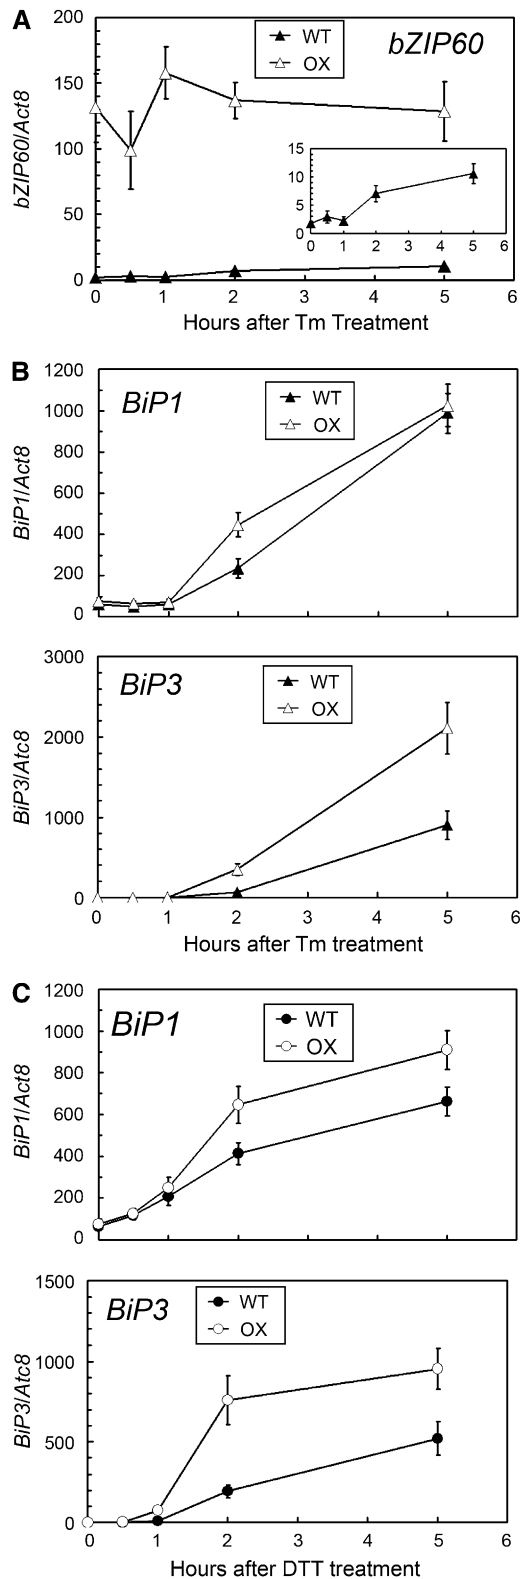 A
200
150
100
50
0
bZIP60/Act8
WT
OX
bZIP60
15
10
5
0
0 1 2 3 4 5 6
0 1 2 3 4 5 6
Hours after Tm Treatment
B
1200
1000
800
600
400
200
0
BiP1/Act8
BiP1
WT
OX
3000
2000
1000
0
BiP3/Atc8
BiP3
WT
OX
0 1 2 3 4 5 6
Hours after Tm treatment
C
1200
1000
800
600
400
200
0
BiP1/Act8
BiP1
WT
OX
1500
1000
500
0
BiP3/Atc8
BiP3
WT
OX
0 1 2 3 4 5 6
Hours after DTT treatment